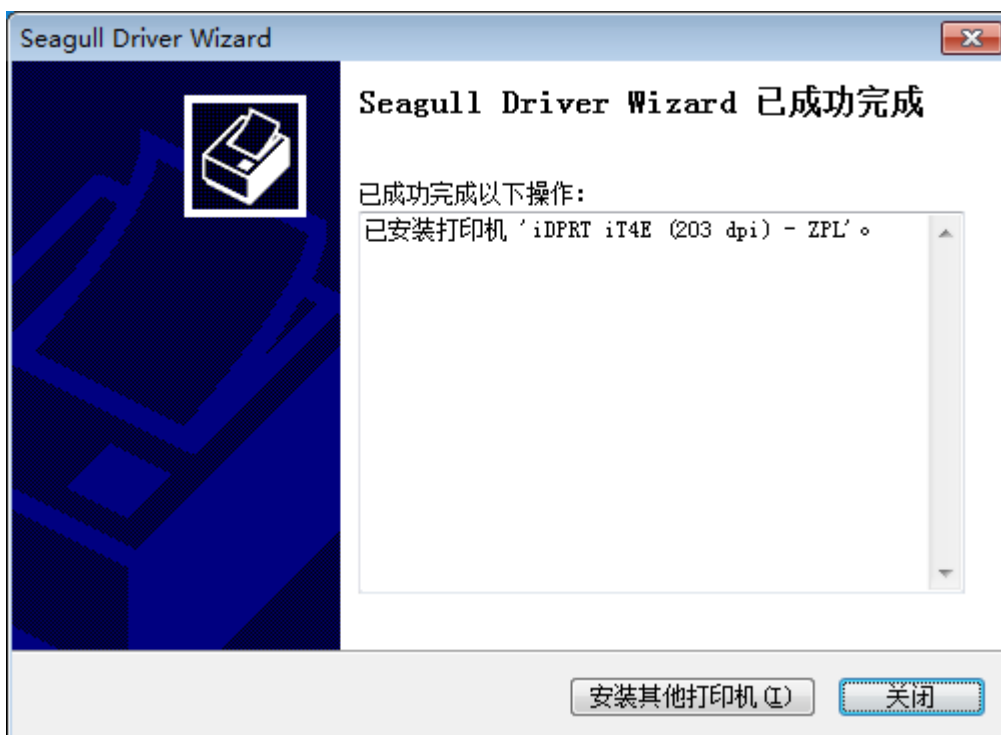 Seagull Driver Wizard
Seagull Driver Wizard 已成功完成
已成功完成以下操作：
已安装打印机 'iDPRT iT4E (203 dpi) - ZPL'。
安装其他打印机(I)
关闭